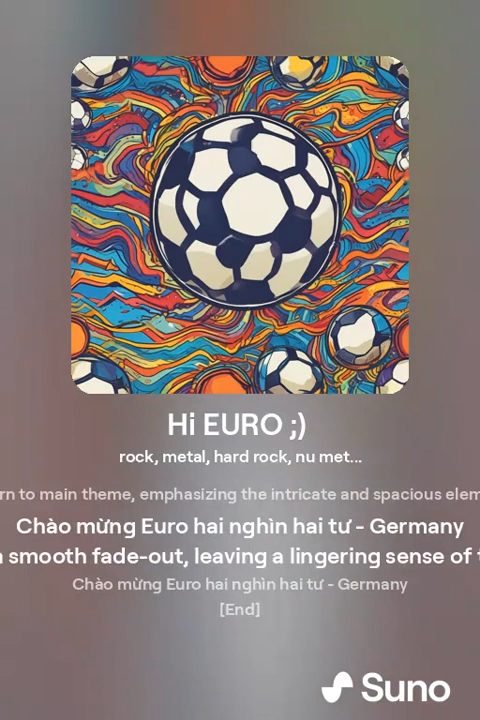 Hi EURO ;)
rock, metal, hard rock, nu met...
to main theme, emphasizing the intricate and spacious
Chào mừng Euro hai nghìn hai tư - Germany
smooth fade-out, leaving a lingering sense of
Chào mừng Euro hai nghìn hai tư - Germany
[End]
Suno